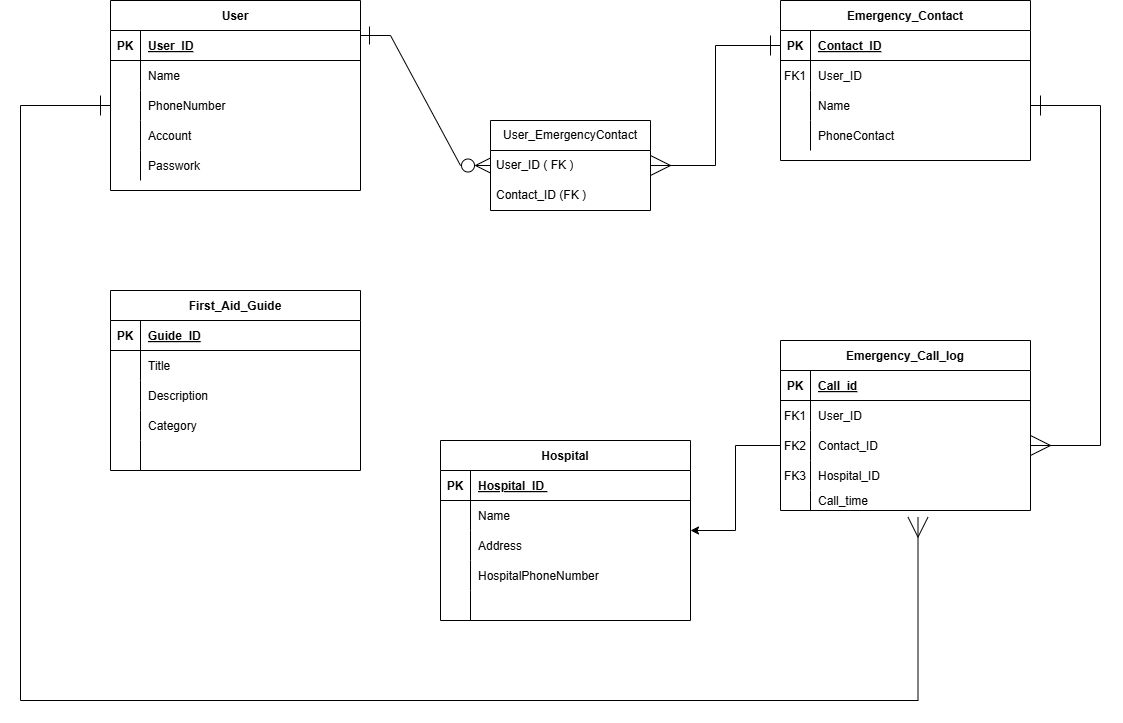 User
PK User_ID
Name
PhoneNumber
Account
Passwork
Emergency_Contact
PK Contact_ID
FK1 User_ID
Name
PhoneContact
User_EmergencyContact
User_ID ( FK )
Contact_ID (FK )
First_Aid_Guide
PK Guide_ID
Title
Description
Category
Emergency_Call_log
PK Call_id
FK1 User_ID
FK2 Contact_ID
FK3 Hospital_ID
Call_time
Hospital
PK Hospital_ID
Name
Address
HospitalPhoneNumber